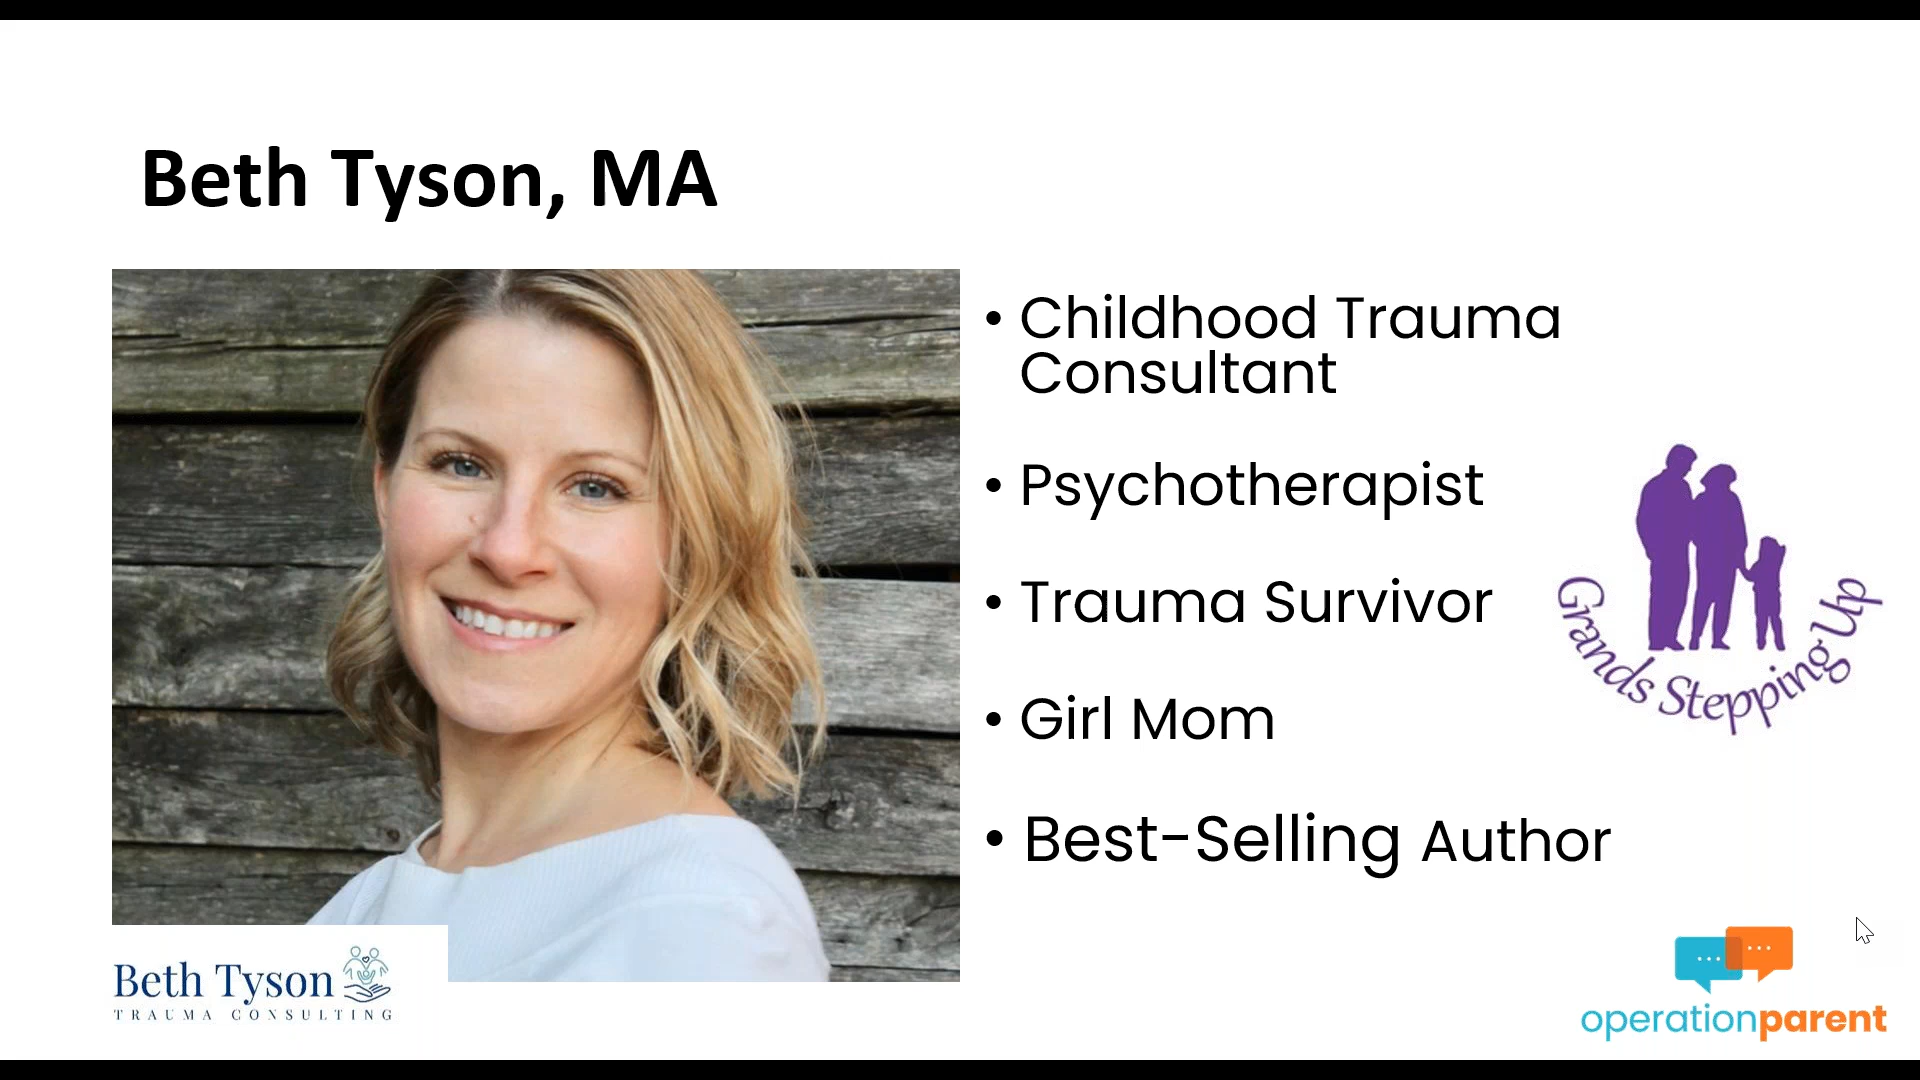 Beth Tyson, MA
• Childhood Trauma
Consultant
• Psychotherapist
• Trauma Survivor
• Girl Mom
• Best-Selling Author
Grands Stepping Up
Beth Tyson
TRAUMA CONSULTING
operationparent